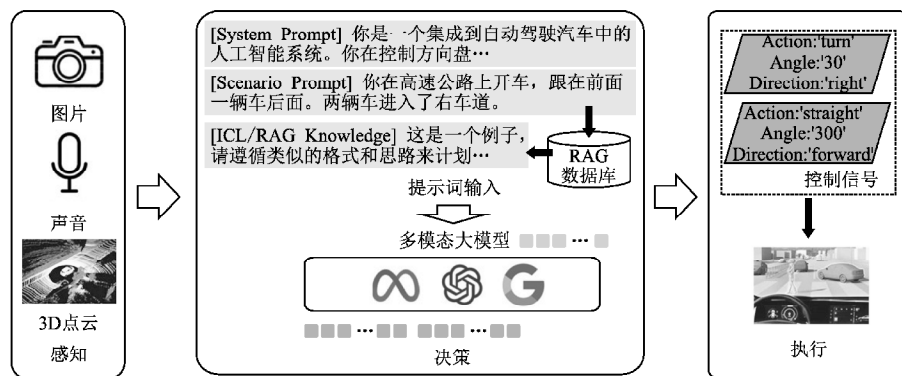 图片
声音
3D点云
感知
[System Prompt] 你是一个集成到自动驾驶汽车中的
人工智能系统。你在控制方向盘…
[Scenario Prompt] 你在高速公路上开车，跟在前面
一辆车后面。两辆车进入了右车道。
[ICL/RAG Knowledge] 这是一个例子，
请遵循类似的格式和思路来计划…
RAG
数据库
提示词输入
多模态大模型
决策
Action:'turn'
Angle:'30'
Direction:'right'
Action:'straight'
Angle:'300'
Direction:'forward'
控制信号
执行